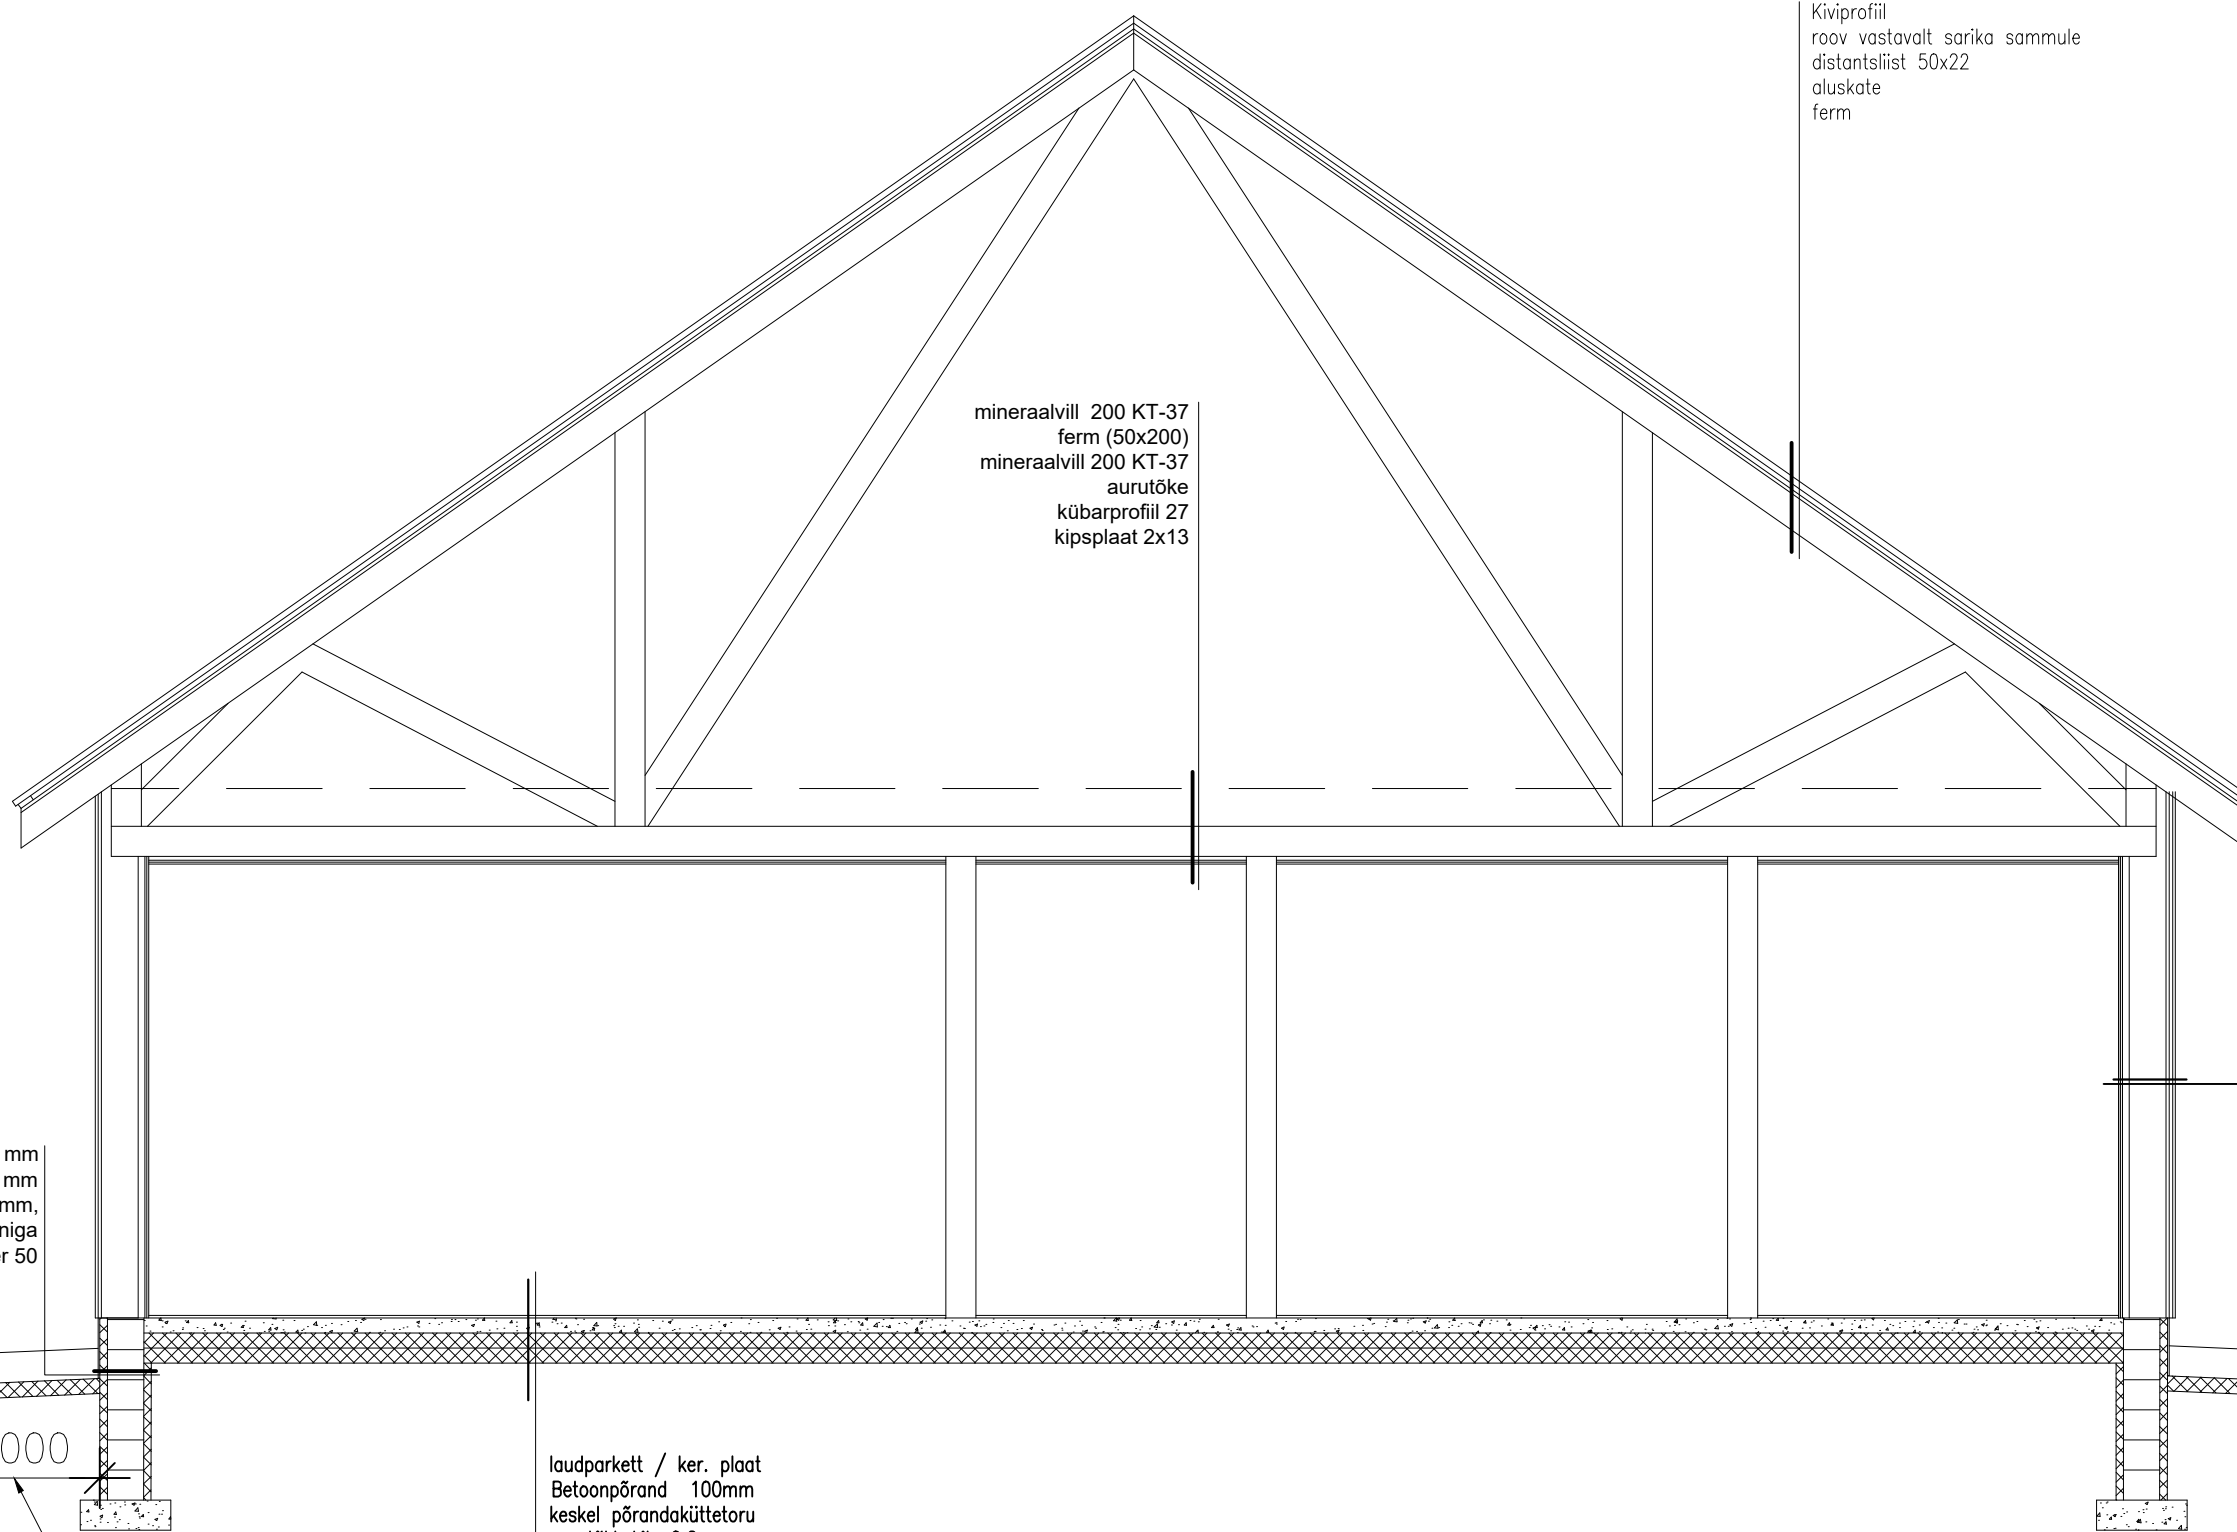 Kiviprofiil
roov vastavalt sarika sammule
distantsliist 50x22
aluskate
ferm
mineraalvill 200 KT-37
ferm (50x200)
mineraalvill 200 KT-37
aurutõke
kübarprofiil 27
kipsplaat 2x13
mm
mm
mm,
50
000
laudparkett / ker. plaat
Betoonpõrand 100mm
keskel põrandaküttetoru